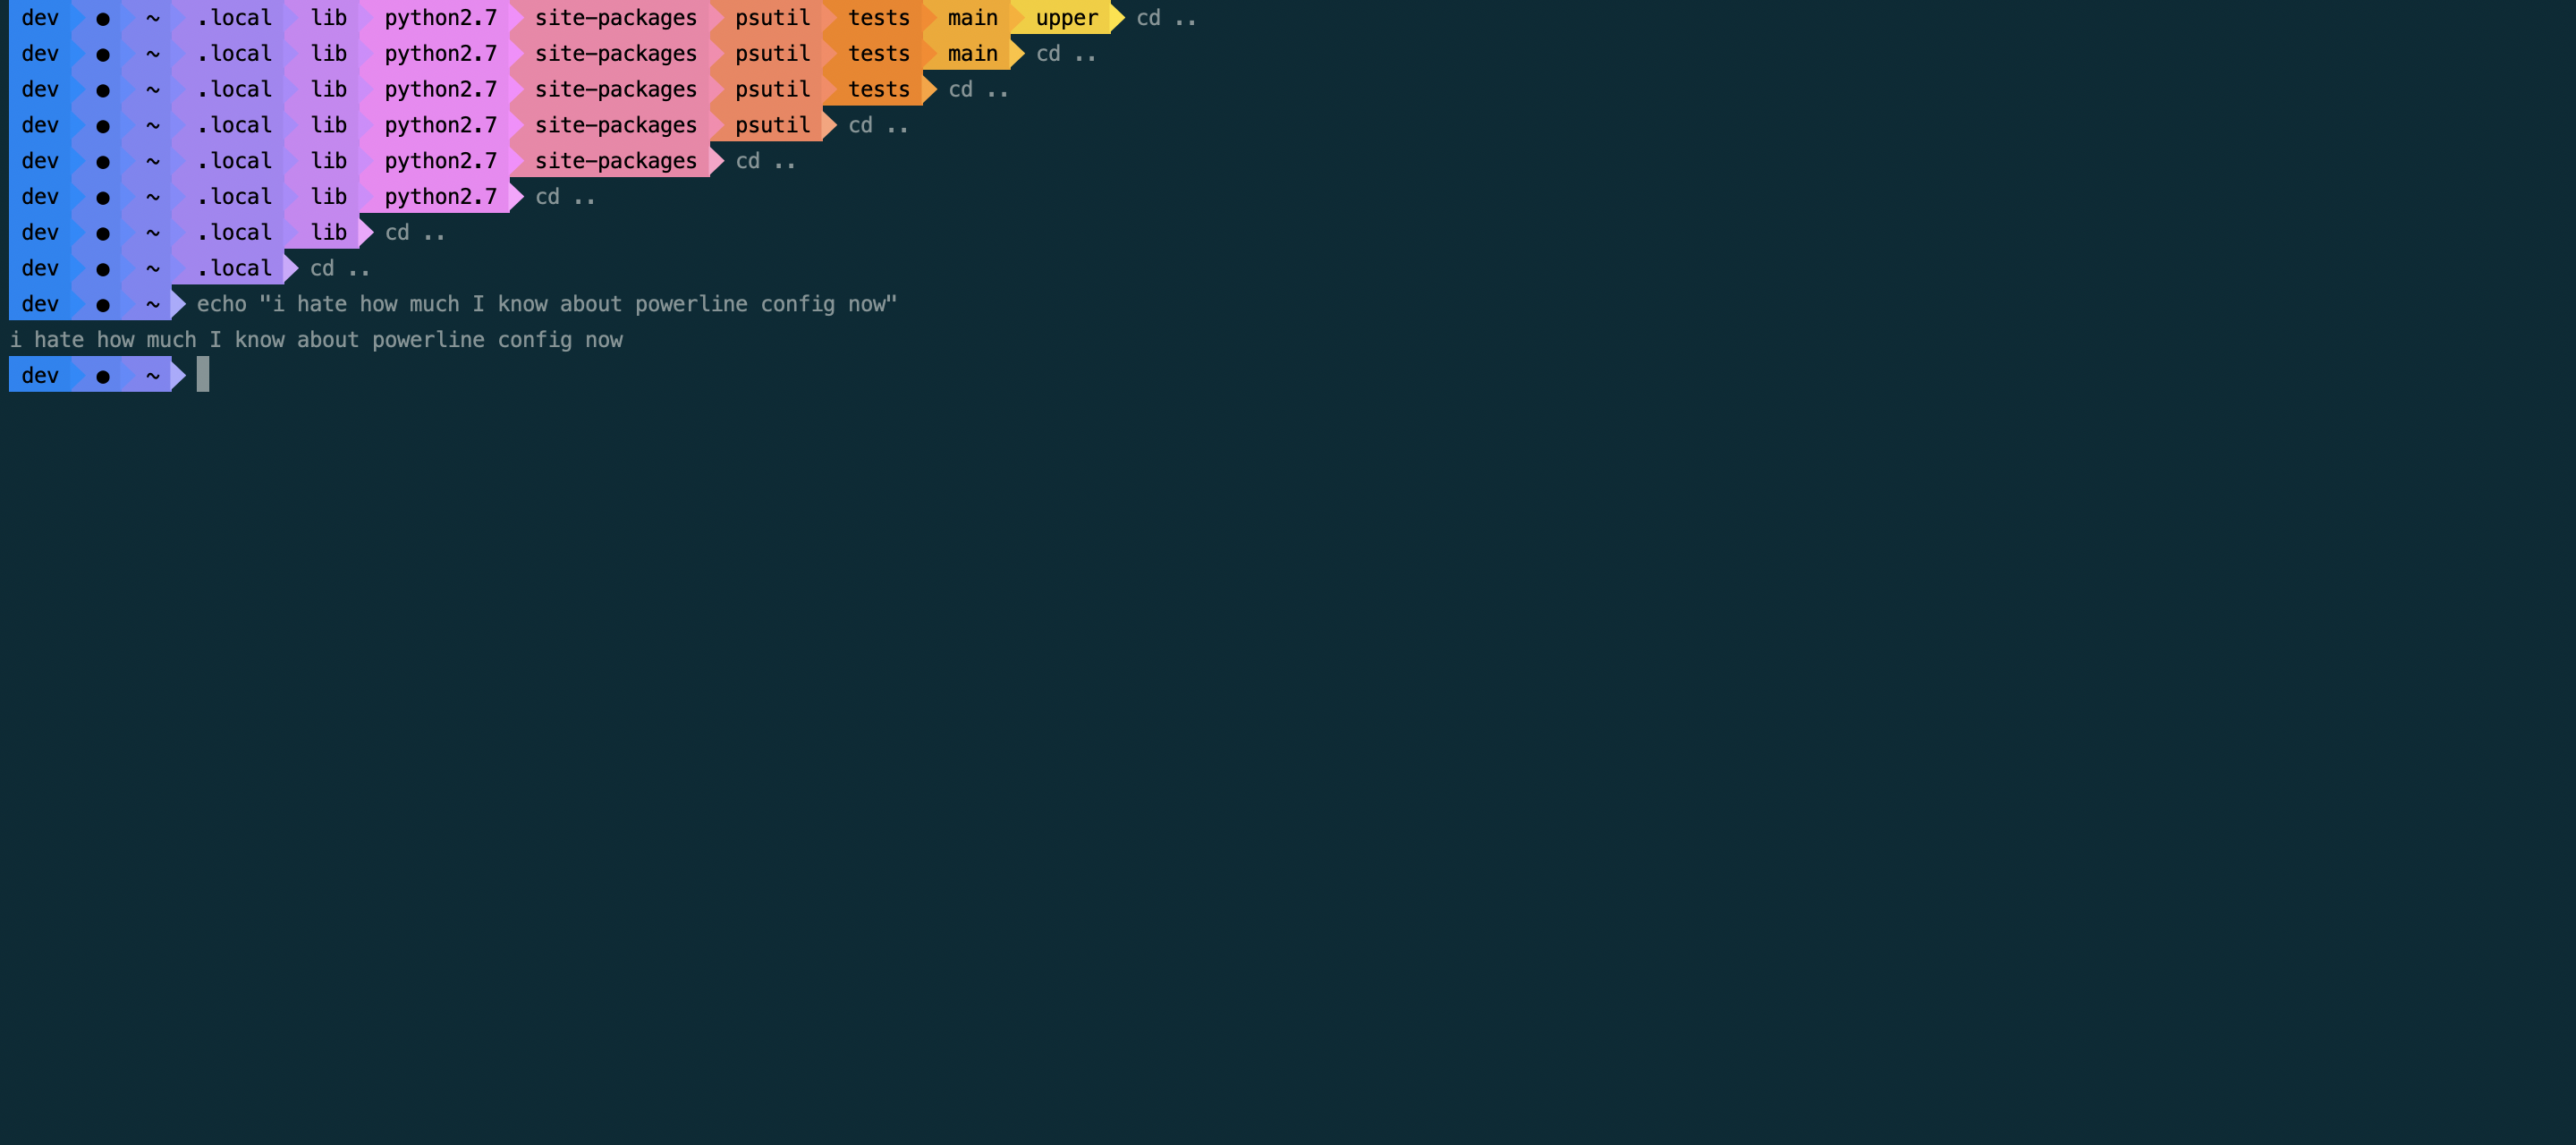 dev ● ~ .local lib python2.7 site-packages psutil tests main upper cd ..
dev ● ~ .local lib python2.7 site-packages psutil tests main cd ..
dev ● ~ .local lib python2.7 site-packages psutil tests cd ..
dev ● ~ .local lib python2.7 site-packages psutil cd ..
dev ● ~ .local lib python2.7 site-packages cd ..
dev ● ~ .local lib python2.7 cd ..
dev ● ~ .local lib cd ..
dev ● ~ .local cd ..
dev ● ~ echo "i hate how much I know about powerline config now"
i hate how much I know about powerline config now
dev ● ~